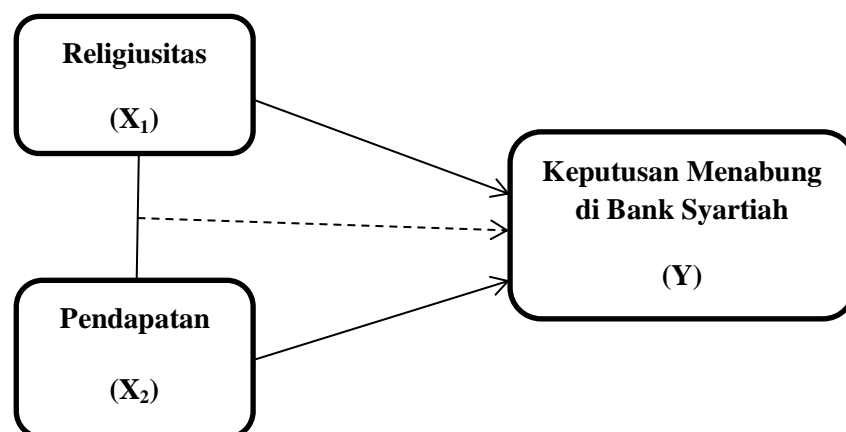 Religiusitas
(X₁)
Keputusan Menabung
di Bank Syartiah
(Y)
Pendapatan
(X₂)